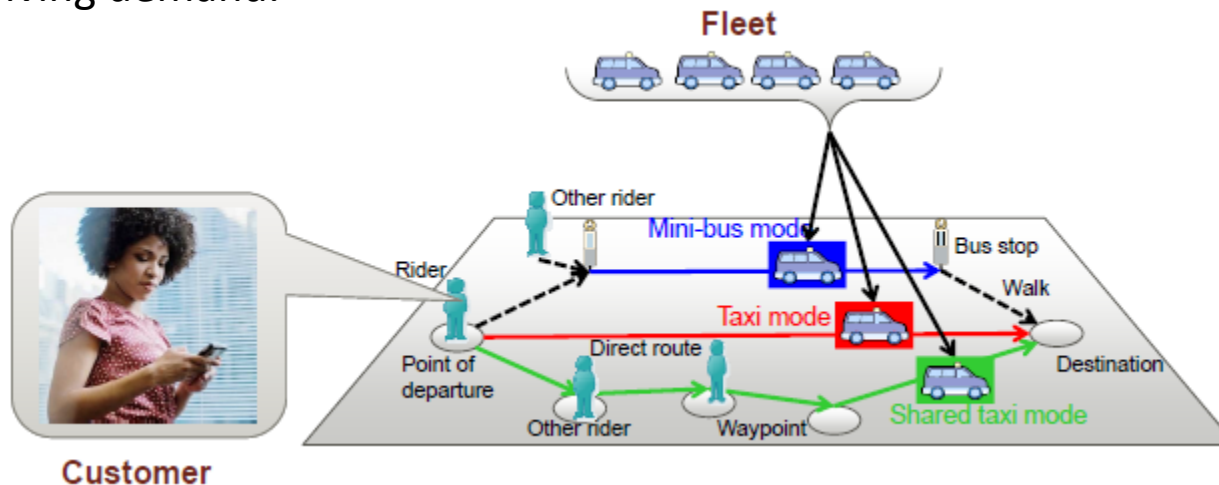 demand.
Fleet
Other rider
Mini-bus mode
Bus stop
Rider
Walk
Taxi mode
Direct route
Point of
departure
Destination
Shared taxi mode
Other rider
Waypoint
Customer